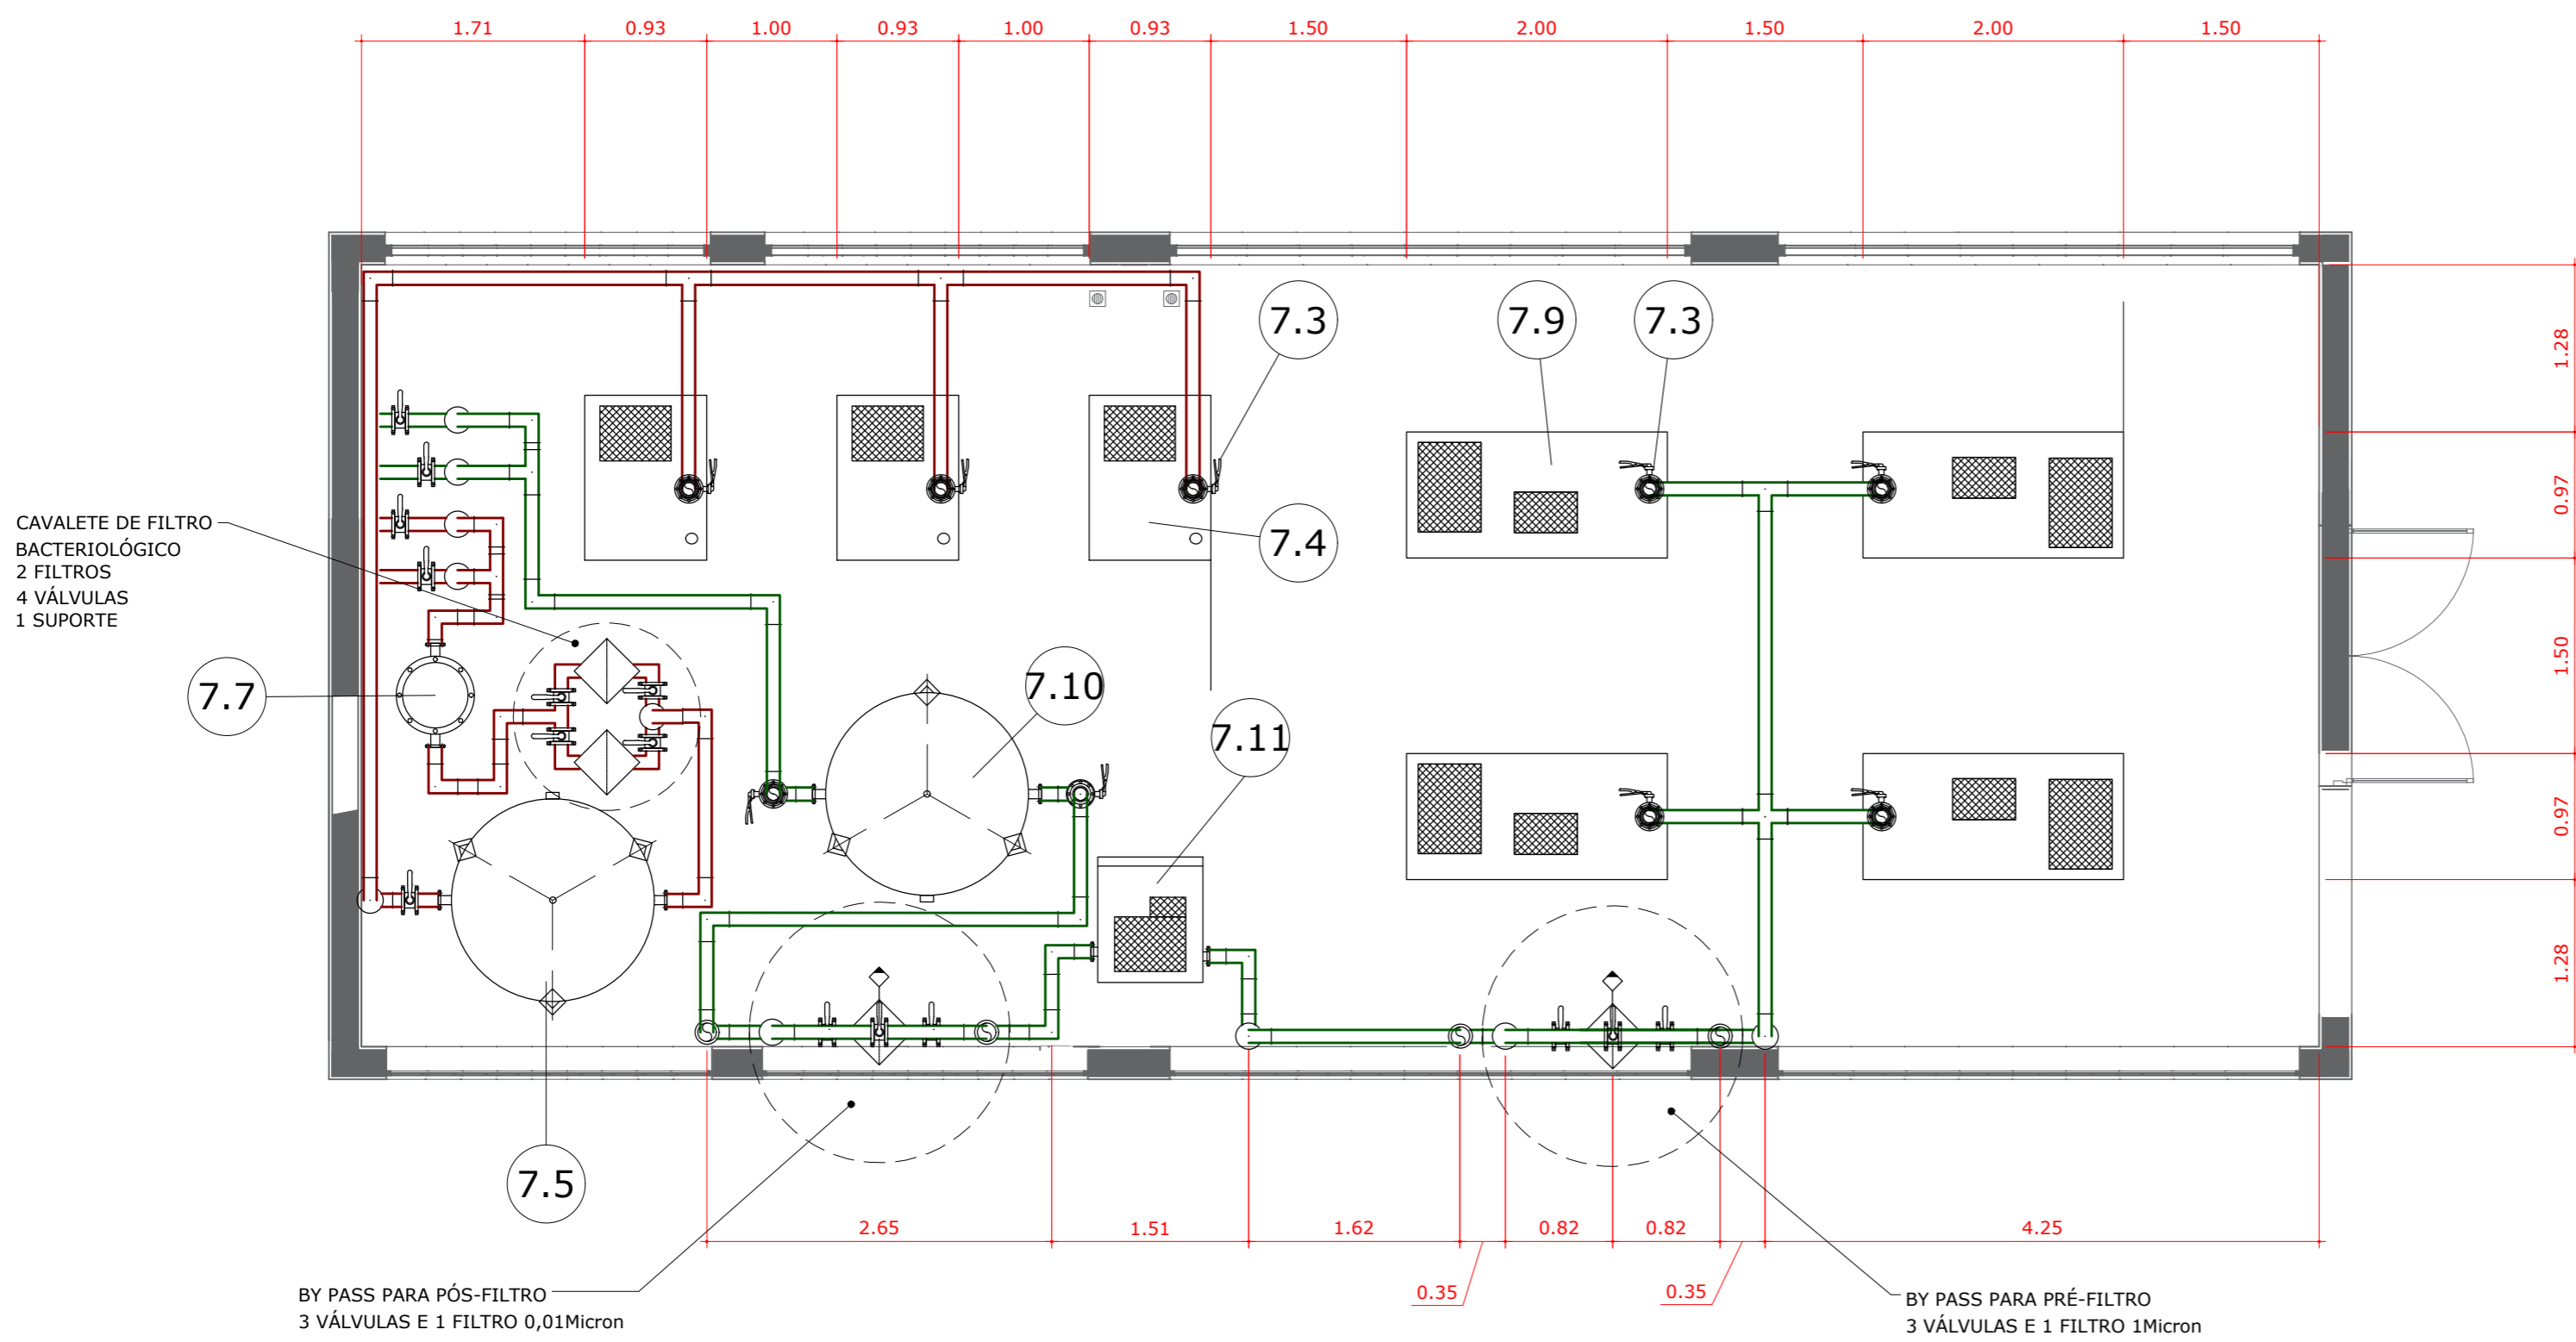 1.71 0.93 1.00 0.93 1.00 0.93 1.50 2.00 1.50 2.00 1.50
7.3 7.9 7.3
1.28
0.97
CAVALETE DE FILTRO
BACTERIOLÓGICO
2 FILTROS
4 VÁLVULAS
1 SUPORTE
7.4
1.50
7.7
7.10
7.11
0.97
1.28
7.5
2.65 1.51 1.62 0.82 0.82 4.25
0.35 0.35
BY PASS PARA PÓS-FILTRO
3 VÁLVULAS E 1 FILTRO 0,01Micron
BY PASS PARA PRÉ-FILTRO
3 VÁLVULAS E 1 FILTRO 1Micron